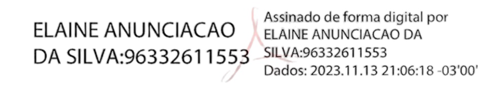 ELAINE ANUNCIACAO
DA SILVA:96332611553
Assinado de forma digital por
ELAINE ANUNCIACAO DA
SILVA:96332611553
Dados: 2023.11.13 21:06:18 -03'00'